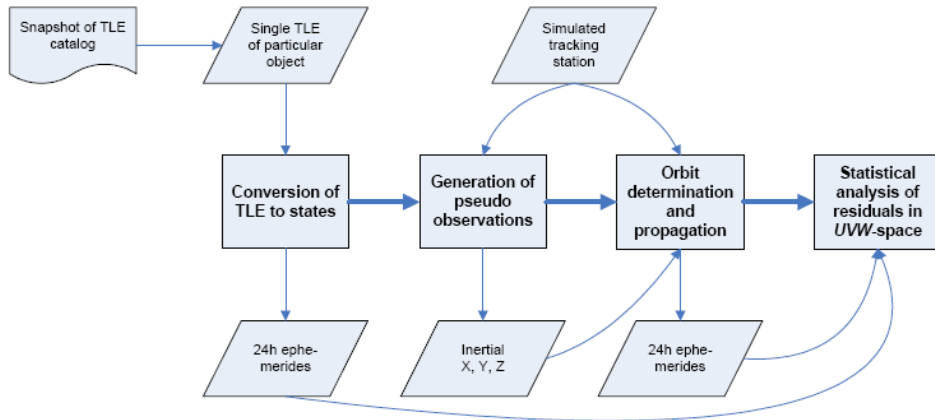 Snapshot of TLE
catalog
Single TLE
of particular
object
Simulated
tracking
station
Conversion of
TLE to states
Generation of
pseudo
observations
Orbit
determination
and
propagation
Statistical
analysis of
residuals in
UVW-space
24h ephe-
merides
Inertial
X, Y, Z
24h ephe-
merides